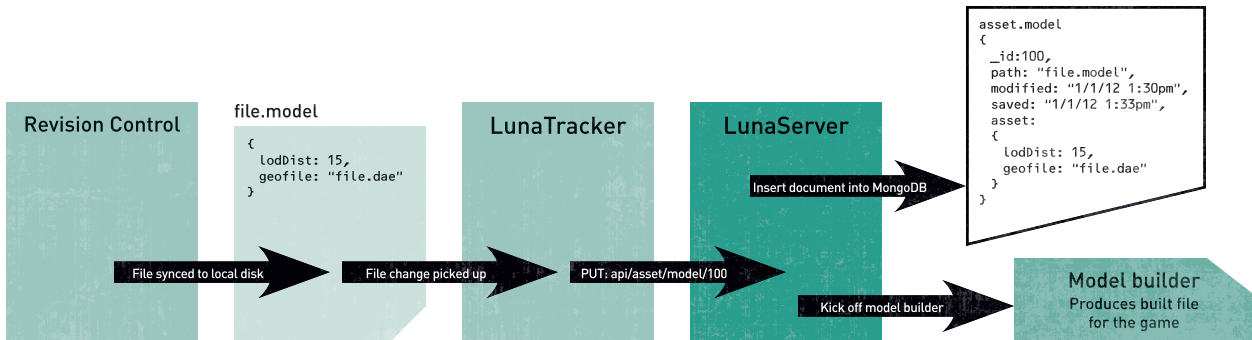 Revision Control
File synced to local disk
file.model
{
lodDist: 15,
geofile: "file.dae"
}
File change picked up
LunaTracker
PUT: api/asset/model/100
LunaServer
Insert document into MongoDB
Kick off model builder
asset.model
{
_id:100,
path: "file.model",
modified: "1/1/12 1:30pm",
saved: "1/1/12 1:33pm",
asset:
{
lodDist: 15,
geofile: "file.dae"
}
}
Model builder
Produces built file
for the game